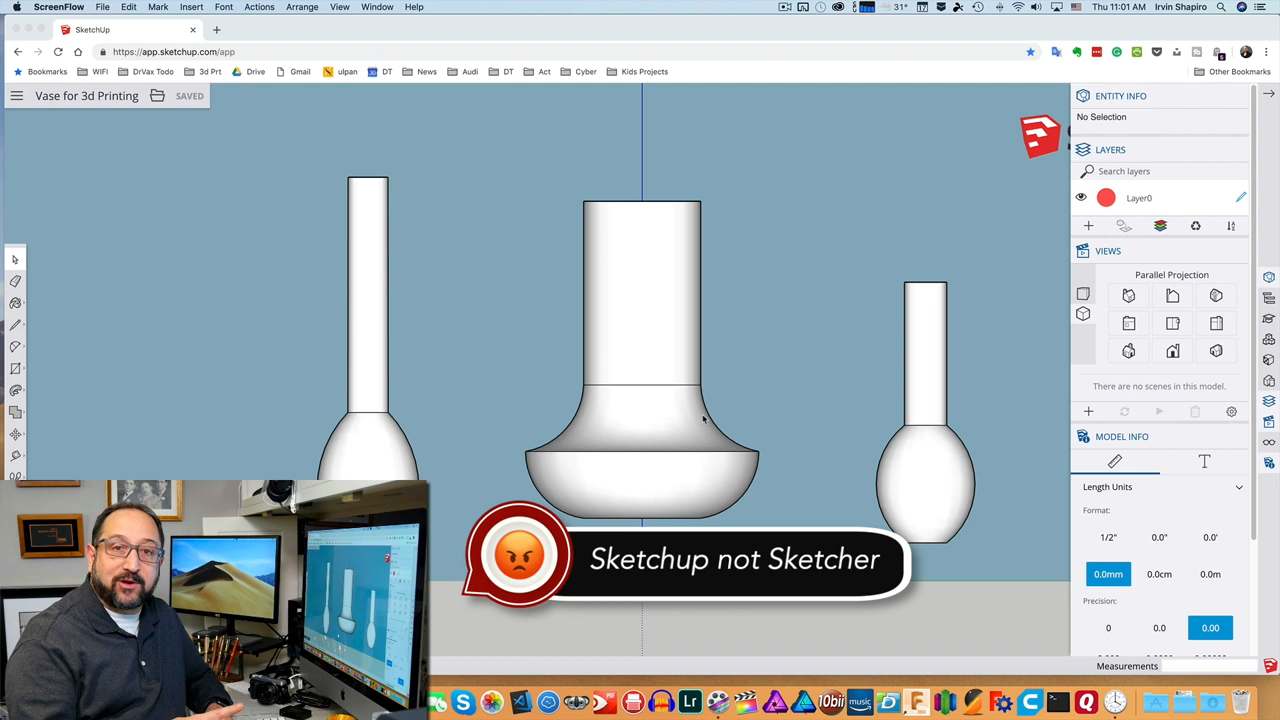 ScreenFlow File Edit Mark Insert Font Actions Arrange View Window Help
31° Thu 11:01 AM Irvin Shapiro
SketchUp
https://app.sketchup.com/app
Bookmarks WIFI DrVax Todo 3d Prt Drive Gmail ulpan DT News Audi DT Act Cyber Kids Projects Other Bookmarks
Vase for 3d Printing SAVED
ENTITY INFO
No Selection
LAYERS
Search layers
Layer0
VIEWS
Parallel Projection
There are no scenes in this model.
MODEL INFO
Length Units
Format:
1/2" 0.0" 0.0'
0.0mm 0.0cm 0.0m
Precision:
0 0.0 0.00
Measurements
Sketchup not Sketcher
Lr
10bii
music